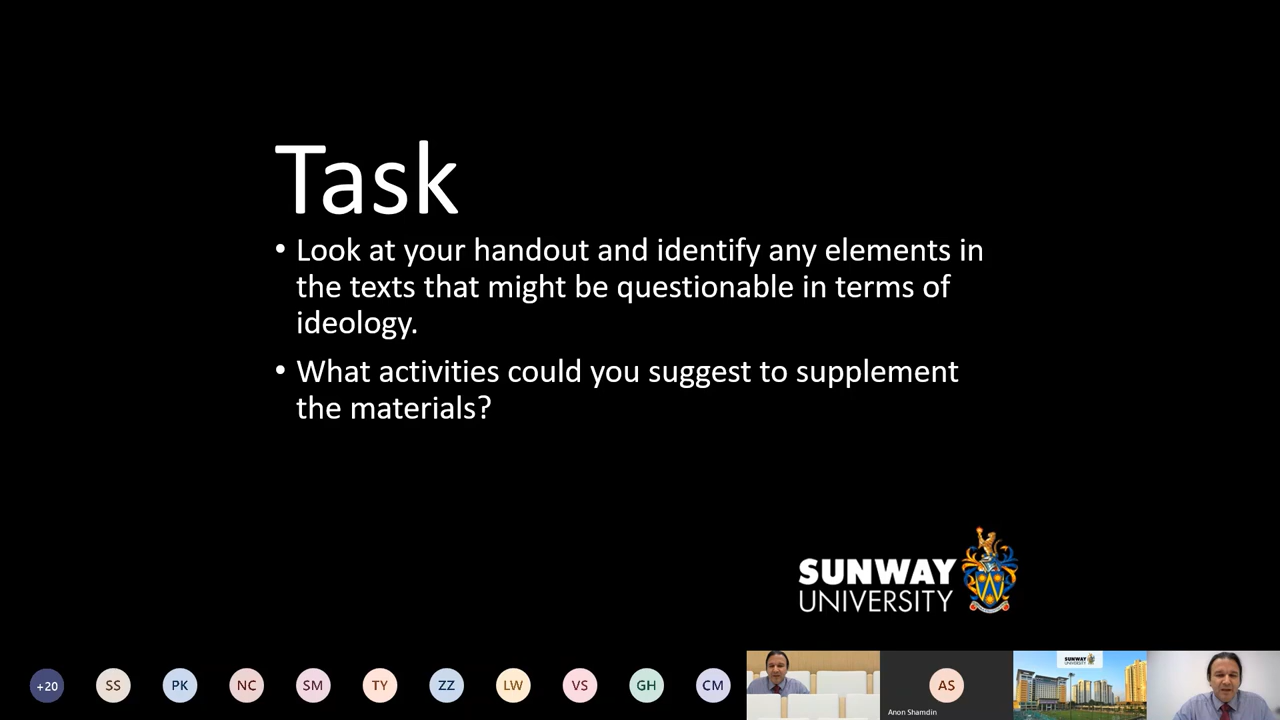 Task
• Look at your handout and identify any elements in
the texts that might be questionable in terms of
ideology.
• What activities could you suggest to supplement
the materials?
SUNWAY
UNIVERSITY
+20
SS
PK
NC
SM
TY
ZZ
LW
VS
GH
CM
AS
Anon Shamdin
SUNWAY
UNIVERSITY